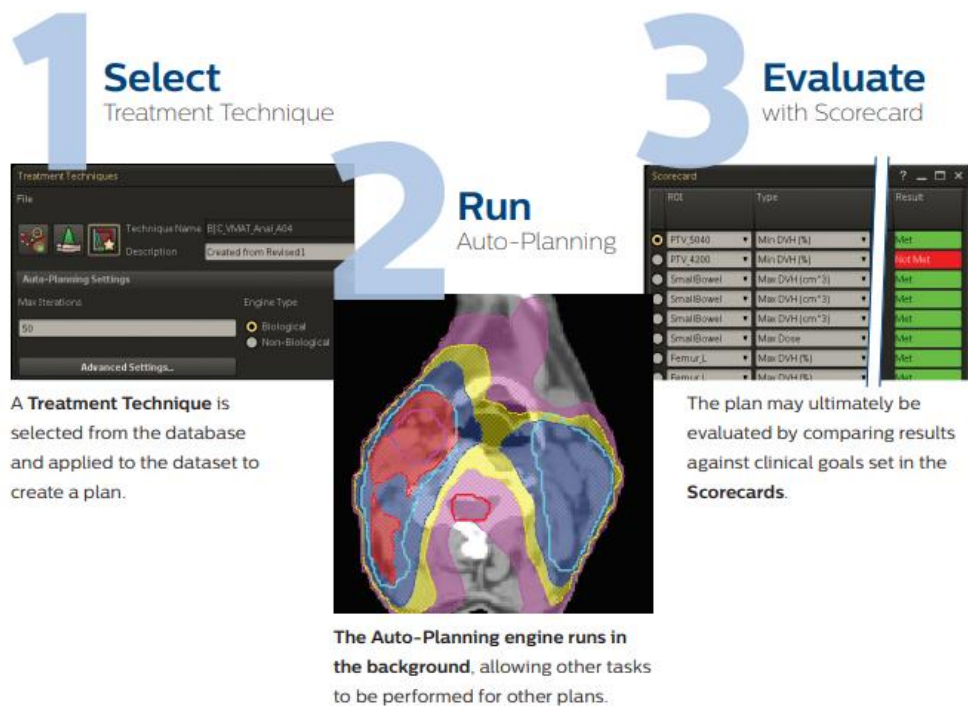 1
Select
Treatment Technique
Treatment Techniques
File
Technique Name BJC_VMAT_Anal_A04
Description Created from Revised1
Auto-Planning Settings
Max Iterations Engine Type
50
Biological
Non-Biological
Advanced Settings...
A Treatment Technique is
selected from the database
and applied to the dataset to
create a plan.
2
Run
Auto-Planning
The Auto-Planning engine runs in
the background, allowing other tasks
to be performed for other plans.
3
Evaluate
with Scorecard
Scorecard ? _ X
ROI Type Result
PTV_5040 Min DVH (%) Met
PTV_4200 Min DVH (%) Not Met
SmallBowel Max DVH (cm^3) Met
SmallBowel Max DVH (cm^3) Met
SmallBowel Max DVH (cm^3) Met
SmallBowel Max Dose Met
Femur_L Max DVH (%) Met
Femur_L Max DVH (%) Met
The plan may ultimately be
evaluated by comparing results
against clinical goals set in the
Scorecards.